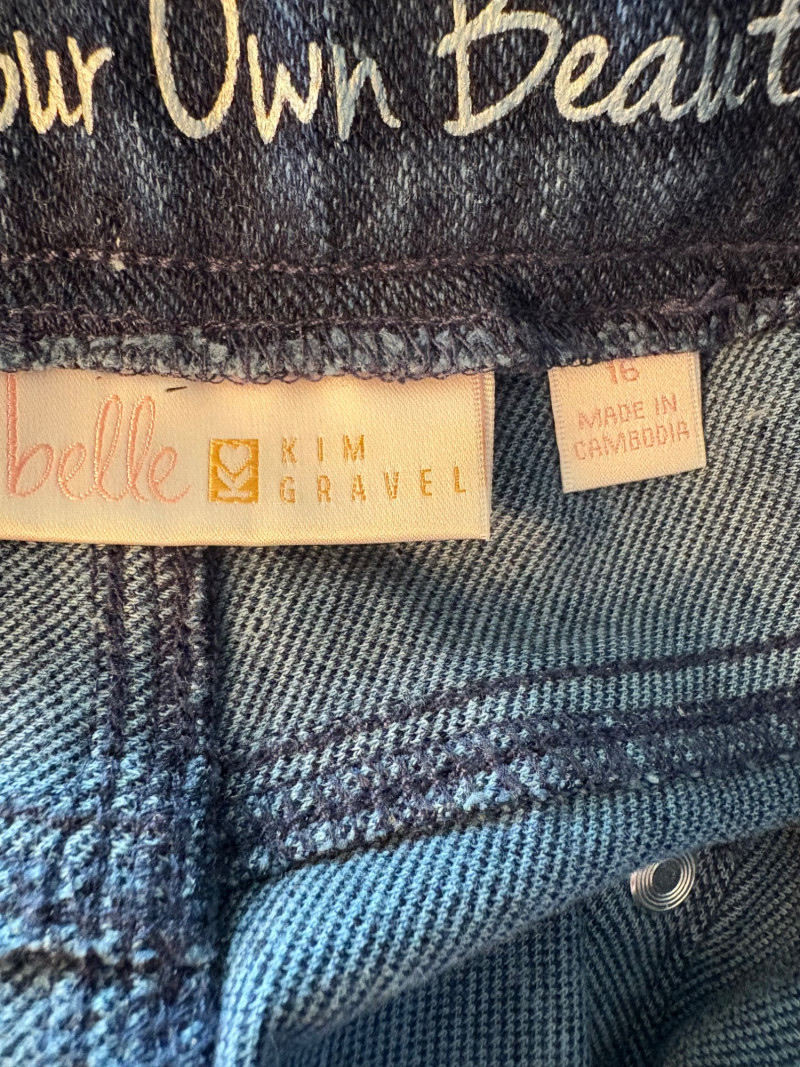 our Own Beaut
belle
KIM
GRAVEL
16
MADE IN
CAMBODIA